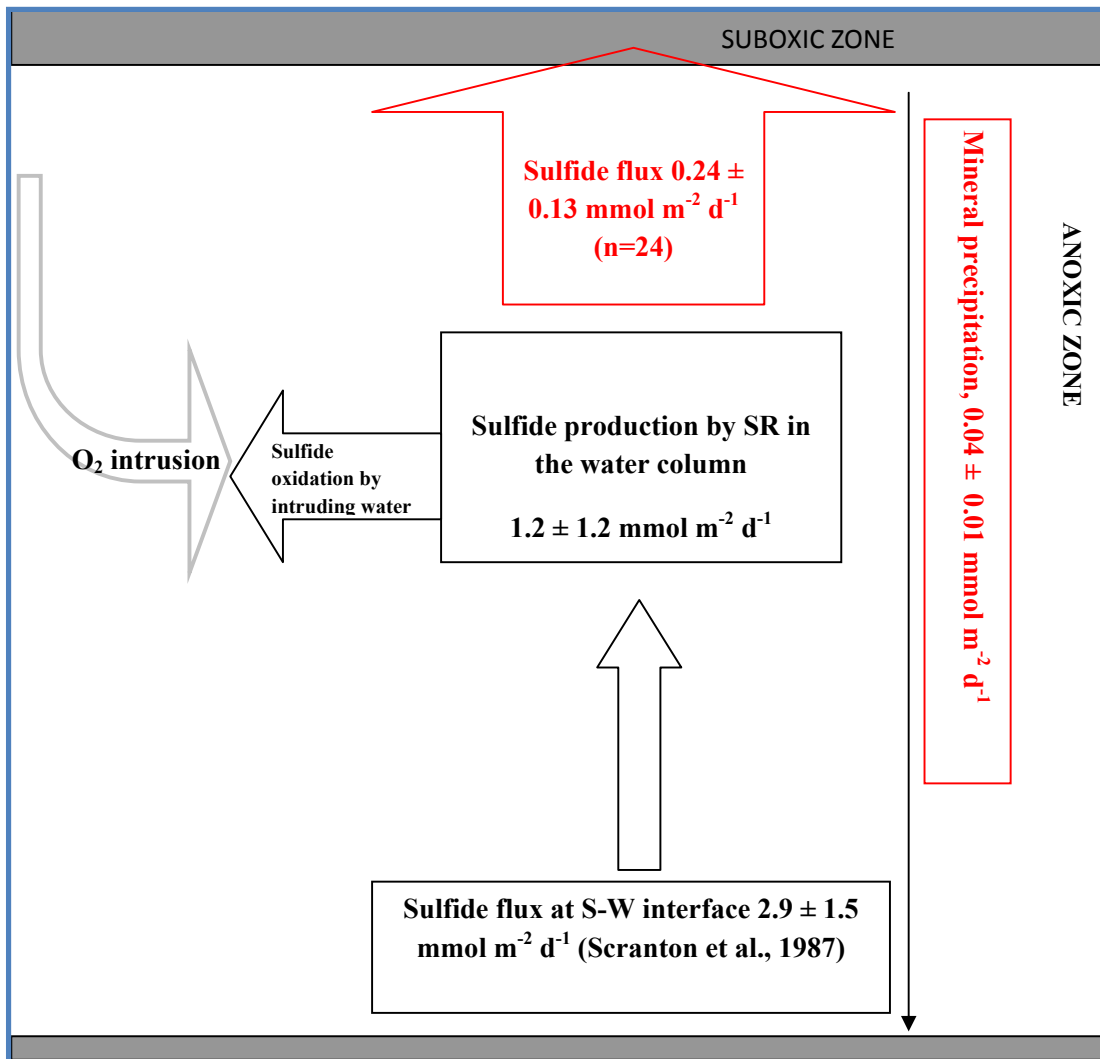 SUBOXIC ZONE
Sulfide flux 0.24 ±
0.13 mmol m⁻² d⁻¹
(n=24)
Mineral precipitation, 0.04 ± 0.01 mmol m⁻² d⁻¹
ANOXIC ZONE
O₂ intrusion
Sulfide
oxidation by
intruding water
Sulfide production by SR in
the water column
1.2 ± 1.2 mmol m⁻² d⁻¹
Sulfide flux at S-W interface 2.9 ± 1.5
mmol m⁻² d⁻¹ (Scranton et al., 1987)